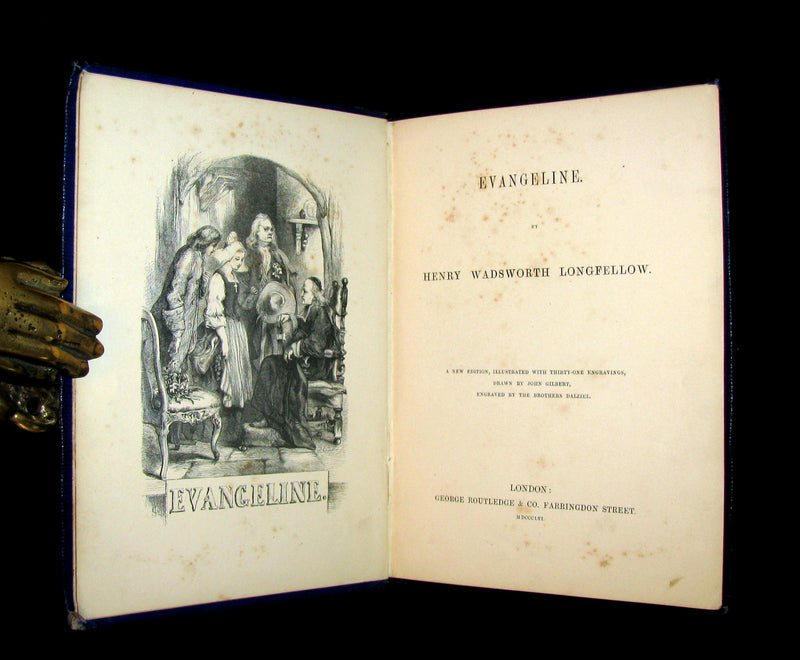 EVANGELINE.
EVANGELINE.
BY
HENRY WADSWORTH LONGFELLOW.
A NEW EDITION, ILLUSTRATED WITH THIRTY-ONE ENGRAVINGS,
DRAWN BY JOHN GILBERT,
ENGRAVED BY THE BROTHERS DALZIEL.
LONDON:
GEORGE ROUTLEDGE & CO. FARRINGDON STREET.
MDCCCLVI.